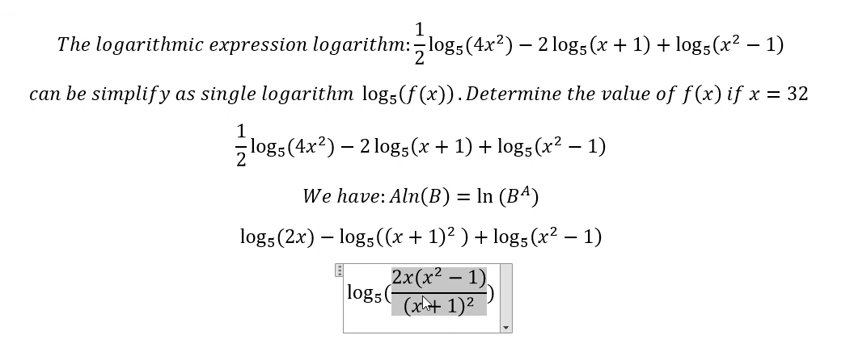 The logarithmic expression logarithm: 1/2 log₅(4x²) − 2 log₅(x + 1) + log₅(x² − 1)
can be simplify as single logarithm log₅(f(x)). Determine the value of f(x) if x = 32
1/2 log₅(4x²) − 2 log₅(x + 1) + log₅(x² − 1)
We have: Aln(B) = ln (Bᴬ)
log₅(2x) − log₅((x + 1)² ) + log₅(x² − 1)
log₅(2x(x² − 1)/(x + 1)²)